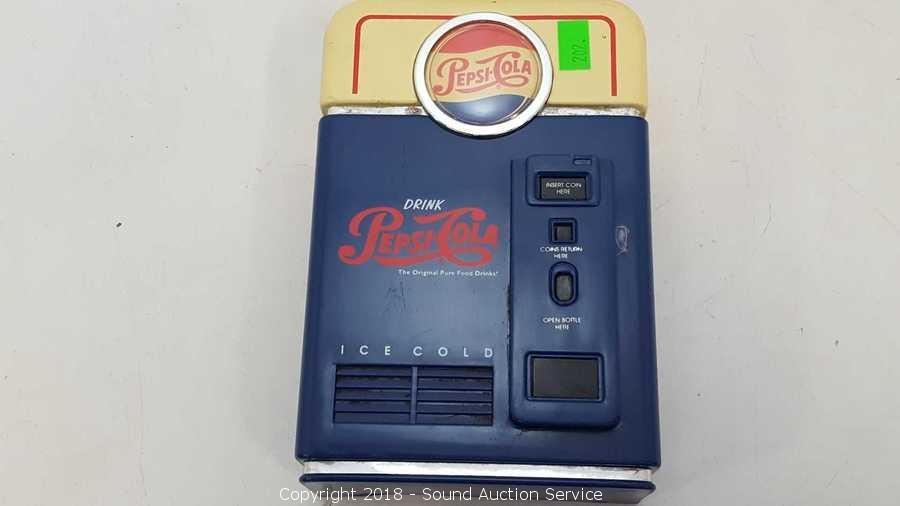 PEPSI-COLA
202.
INSERT COIN
HERE
DRINK
PEPSI-COLA
The Original Pure Food Drinks!
COINS RETURN
HERE
OPEN BOTTLE
HERE
ICE COLD
Copyright 2018 - Sound Auction Service